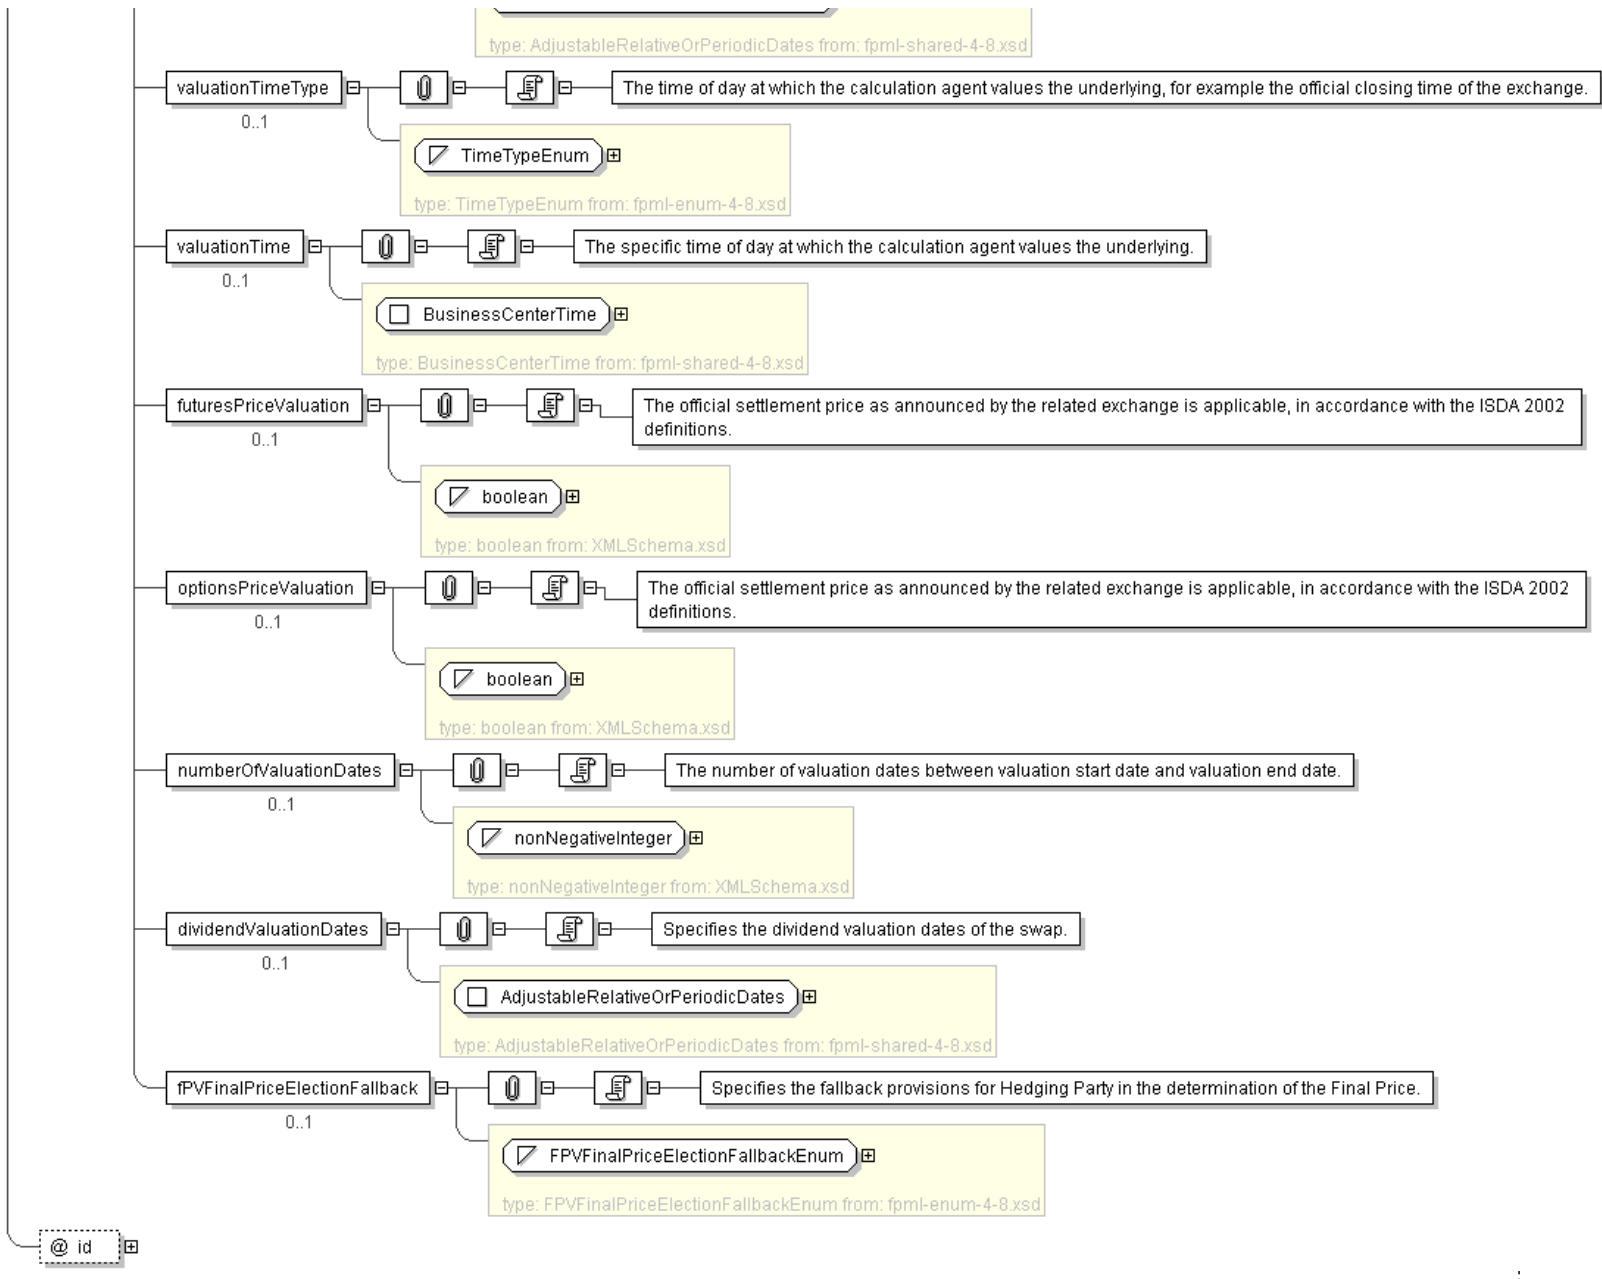 type: AdjustableRelativeOrPeriodicDates from: fpml-shared-4-8.xsd
valuationTimeType
The time of day at which the calculation agent values the underlying, for example the official closing time of the exchange.
0..1
TimeTypeEnum
type: TimeTypeEnum from: fpml-enum-4-8.xsd
valuationTime
The specific time of day at which the calculation agent values the underlying.
0..1
BusinessCenterTime
type: BusinessCenterTime from: fpml-shared-4-8.xsd
futuresPriceValuation
The official settlement price as announced by the related exchange is applicable, in accordance with the ISDA 2002
definitions.
0..1
boolean
type: boolean from: XMLSchema.xsd
optionsPriceValuation
The official settlement price as announced by the related exchange is applicable, in accordance with the ISDA 2002
definitions.
0..1
boolean
type: boolean from: XMLSchema.xsd
numberOfValuationDates
The number of valuation dates between valuation start date and valuation end date.
0..1
nonNegativeInteger
type: nonNegativeInteger from: XMLSchema.xsd
dividendValuationDates
Specifies the dividend valuation dates of the swap.
0..1
AdjustableRelativeOrPeriodicDates
type: AdjustableRelativeOrPeriodicDates from: fpml-shared-4-8.xsd
fPVFinalPriceElectionFallback
Specifies the fallback provisions for Hedging Party in the determination of the Final Price.
0..1
FPVFinalPriceElectionFallbackEnum
type: FPVFinalPriceElectionFallbackEnum from: fpml-enum-4-8.xsd
@ id